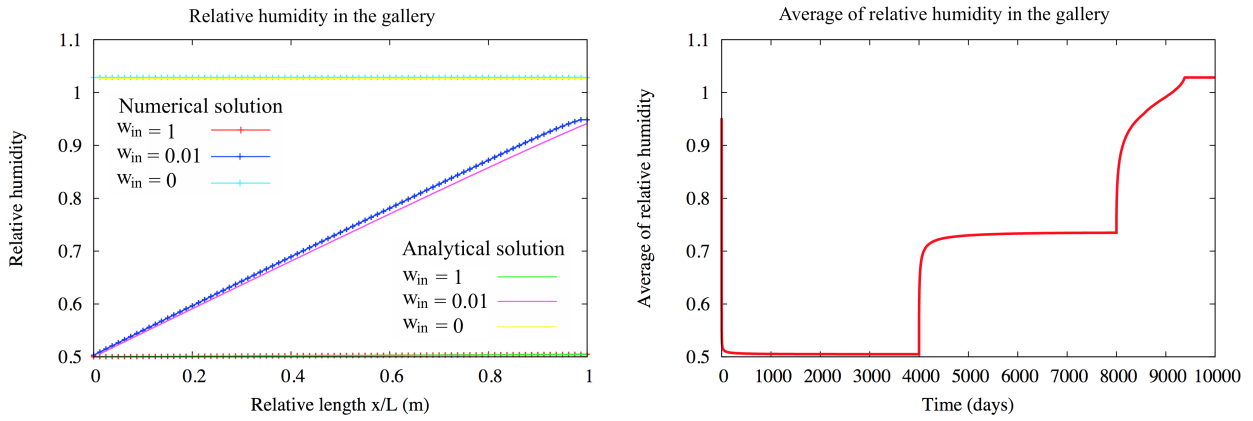 Relative humidity in the gallery
1.1
1
0.9
0.8
0.7
0.6
0.5
Relative humidity
Numerical solution
w_in = 1
w_in = 0.01
w_in = 0
Analytical solution
w_in = 1
w_in = 0.01
w_in = 0
0 0.2 0.4 0.6 0.8 1
Relative length x/L (m)
Average of relative humidity in the gallery
1.1
1
0.9
0.8
0.7
0.6
0.5
Average of relative humidity
0 1000 2000 3000 4000 5000 6000 7000 8000 9000 10000
Time (days)